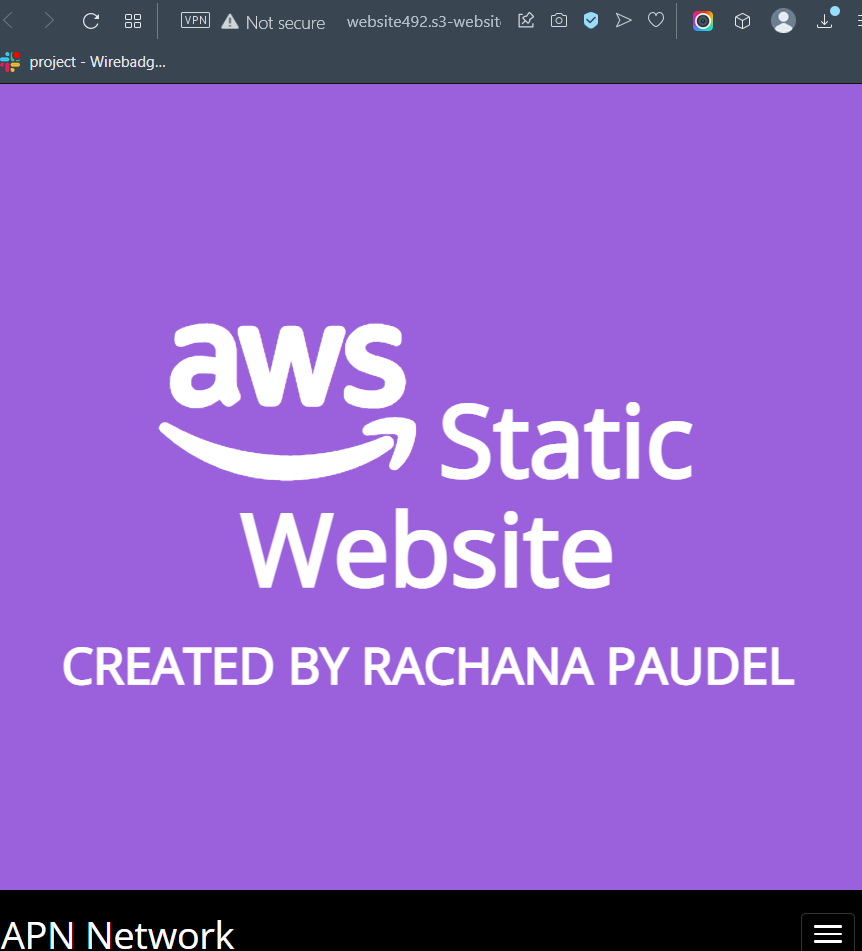 VPN Not secure website492.s3-websit
project - Wirebadg...
aws Static
Website
CREATED BY RACHANA PAUDEL
APN Network